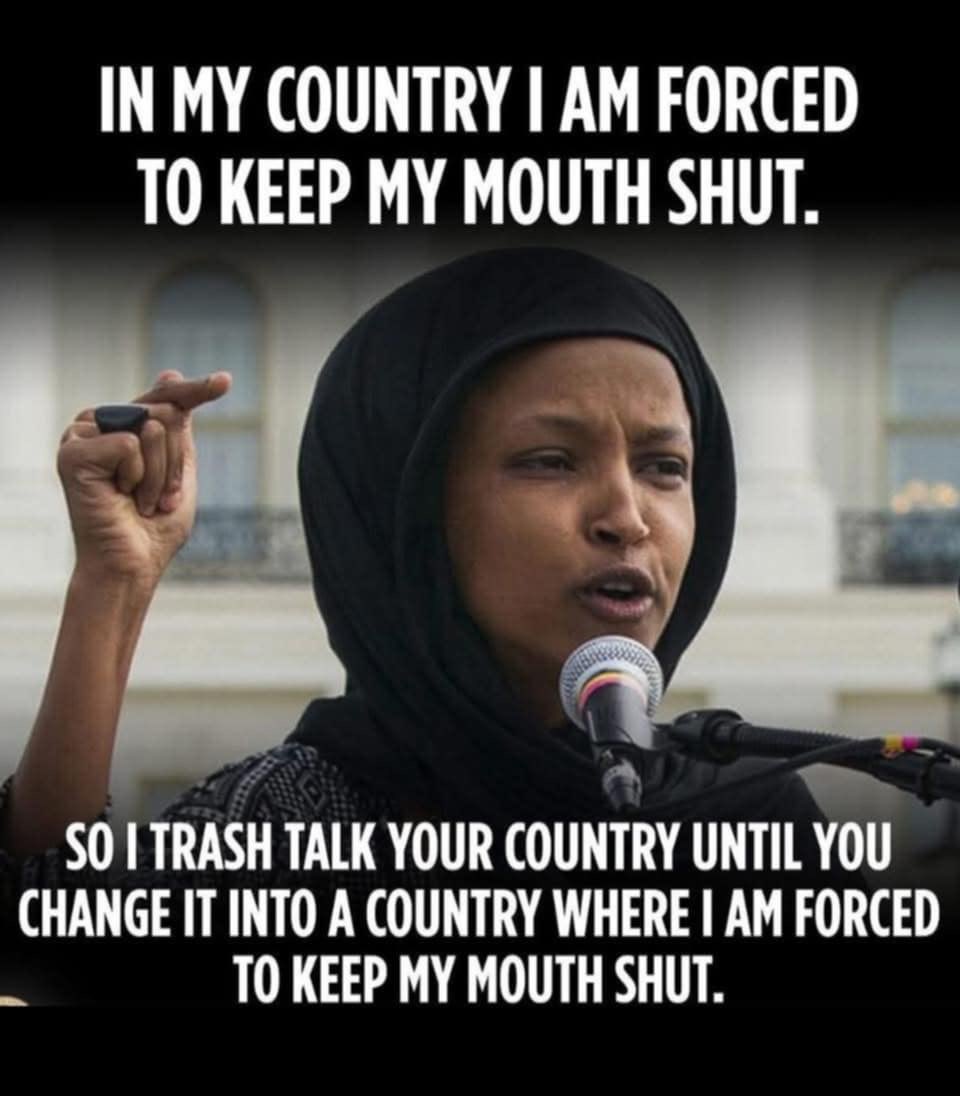 IN MY COUNTRY I AM FORCED
TO KEEP MY MOUTH SHUT.
SO I TRASH TALK YOUR COUNTRY UNTIL YOU
CHANGE IT INTO A COUNTRY WHERE I AM FORCED
TO KEEP MY MOUTH SHUT.